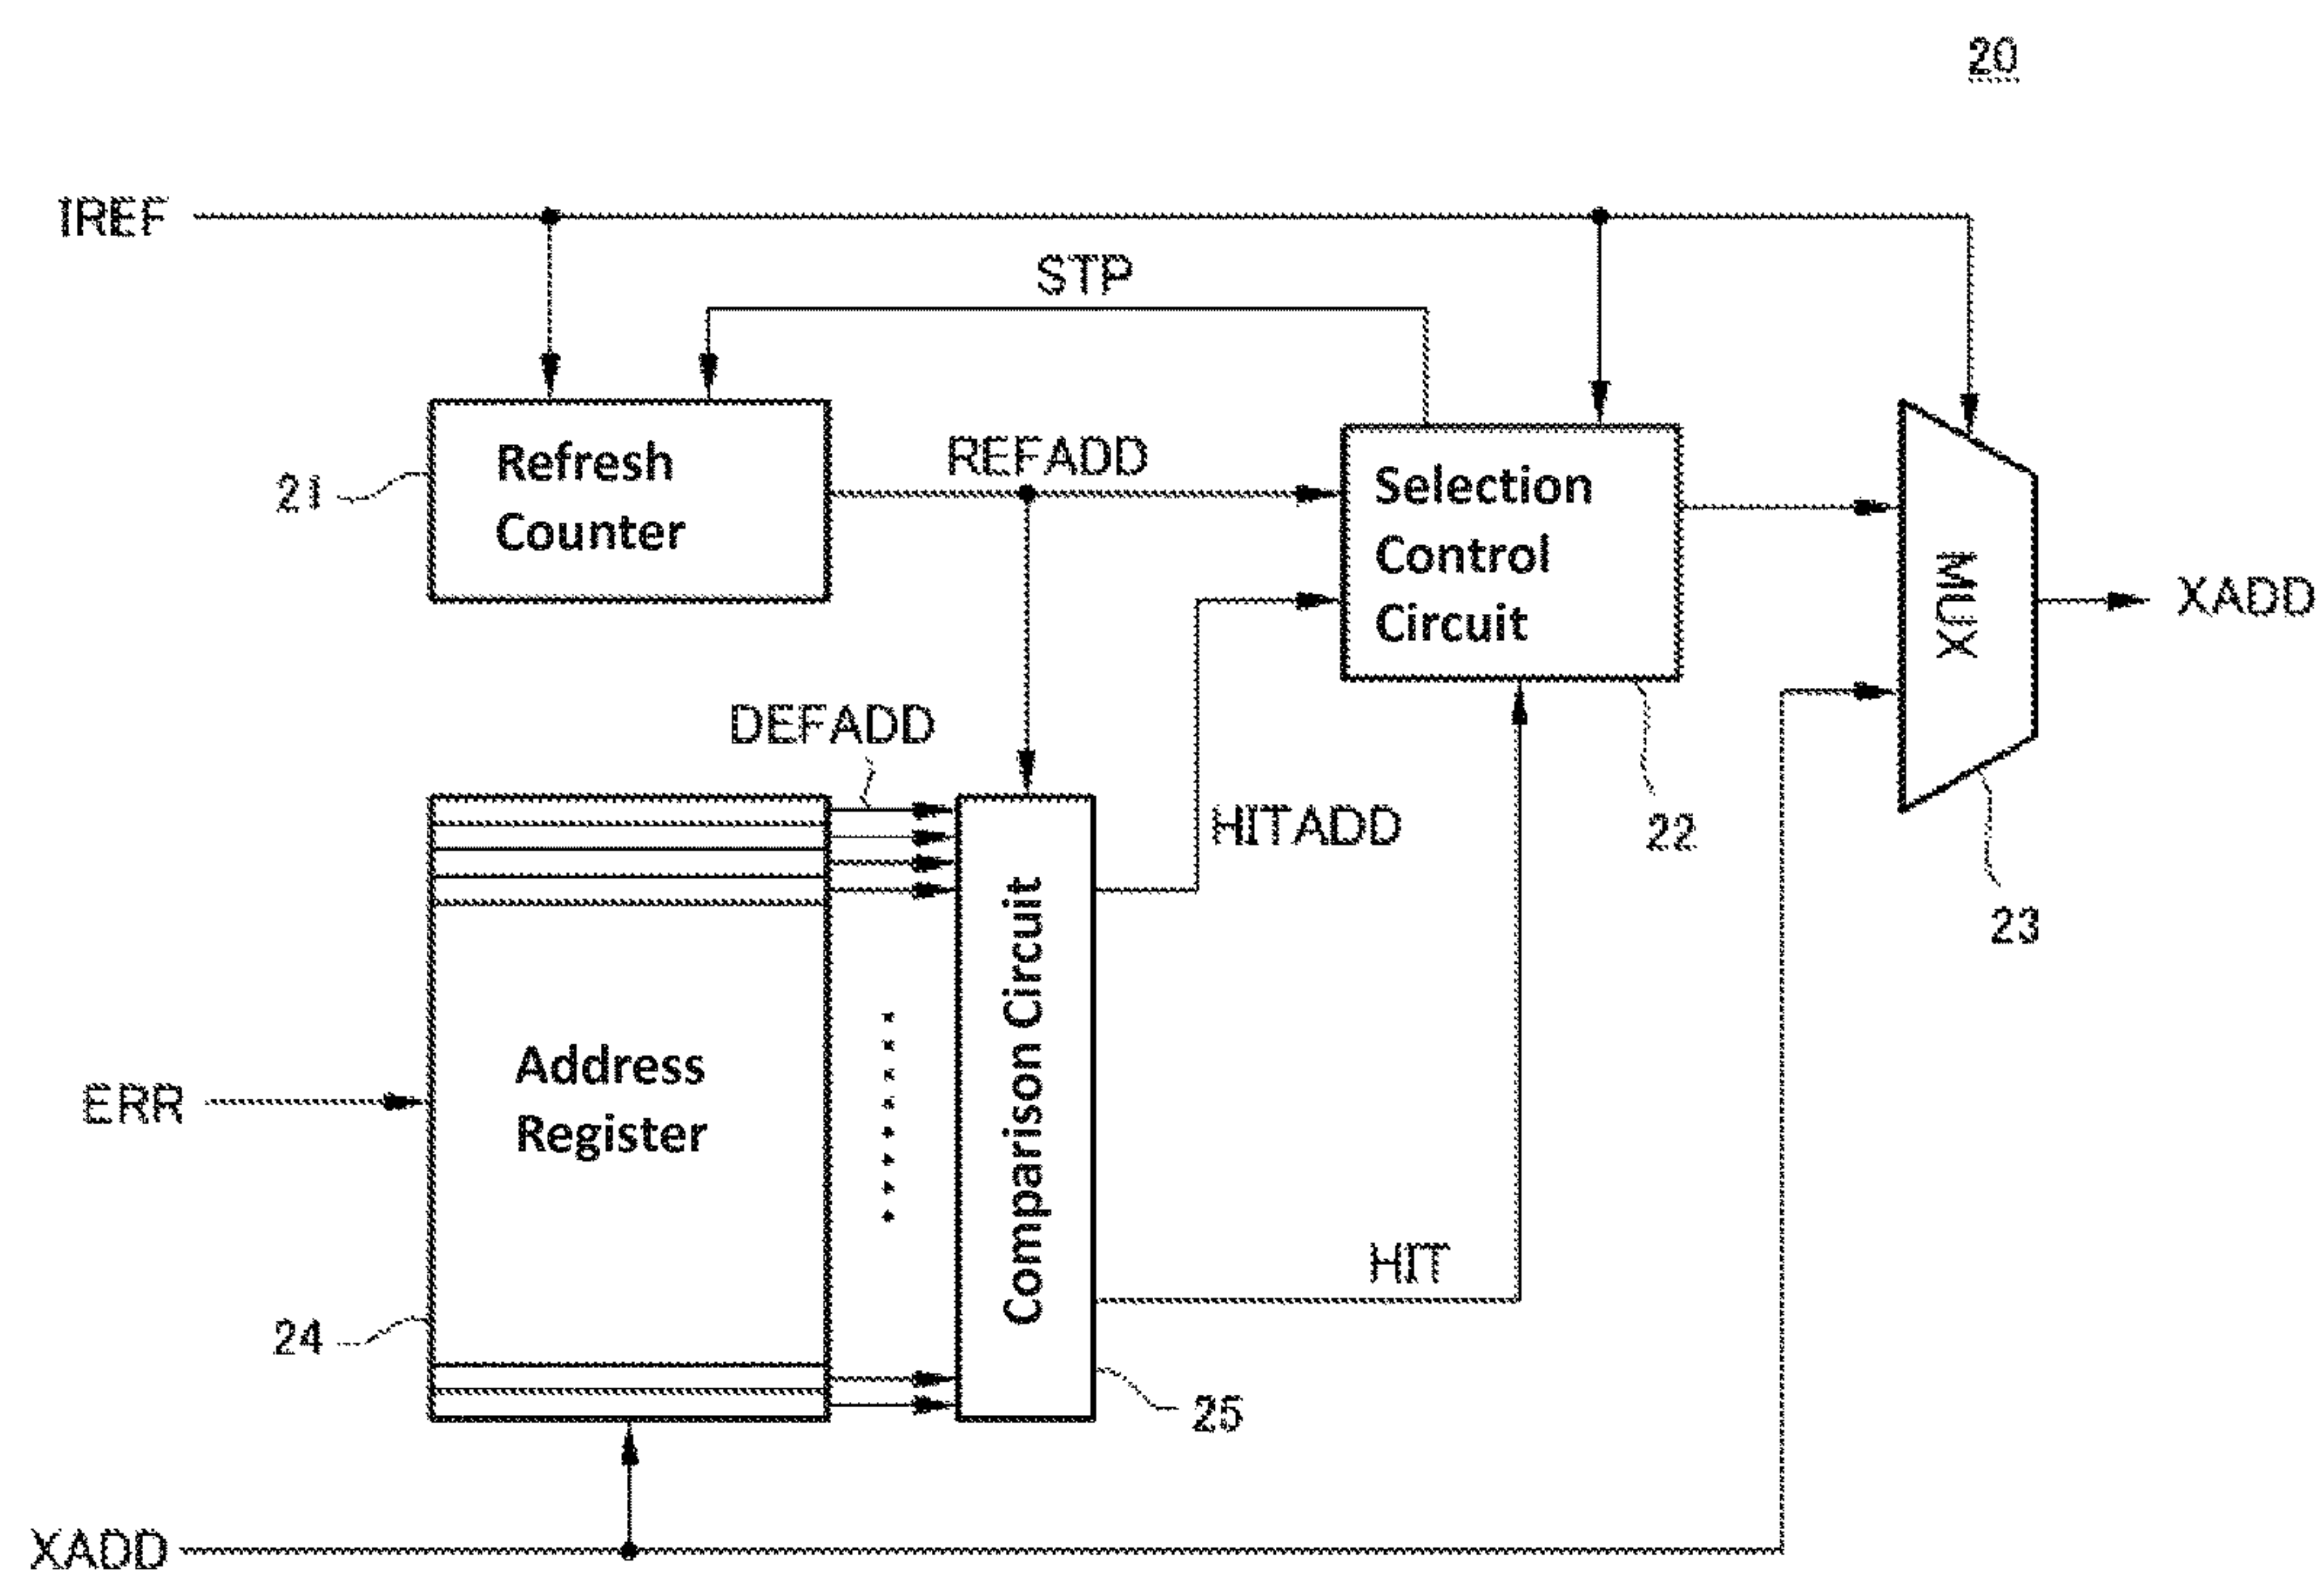 20
IREF
STP
Refresh
Counter
21
REFADD
Selection
Control
Circuit
MUX
XADD
DEFADD
HITADD
22
23
Comparison Circuit
Address
Register
ERR
HIT
24
25
XADD